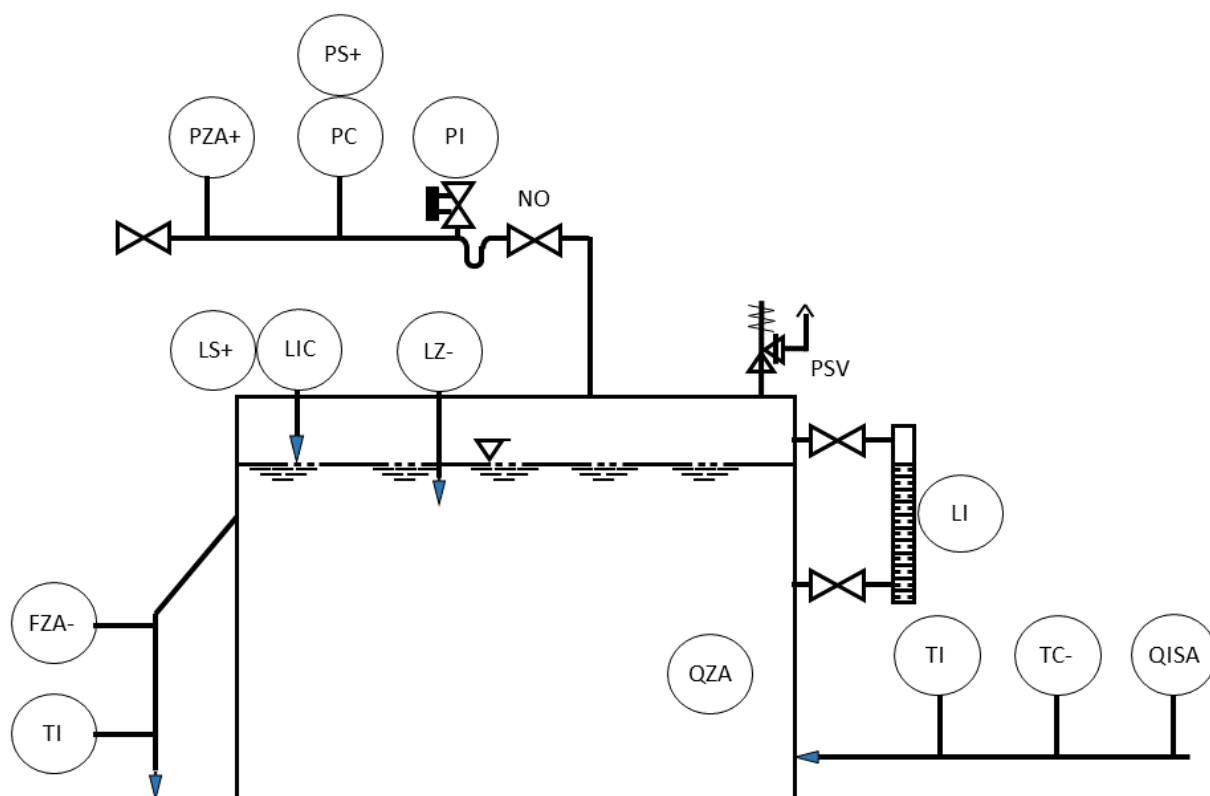 PS+
PZA+
PC
PI
NO
LS+
LIC
LZ-
PSV
LI
FZA-
QZA
TI
TC-
QISA
TI